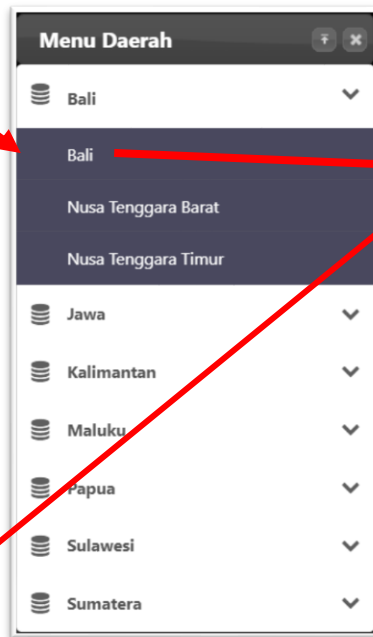 Menu Daerah
Bali
Bali
Nusa Tenggara Barat
Nusa Tenggara Timur
Jawa
Kalimantan
Maluku
Papua
Sulawesi
Sumatera